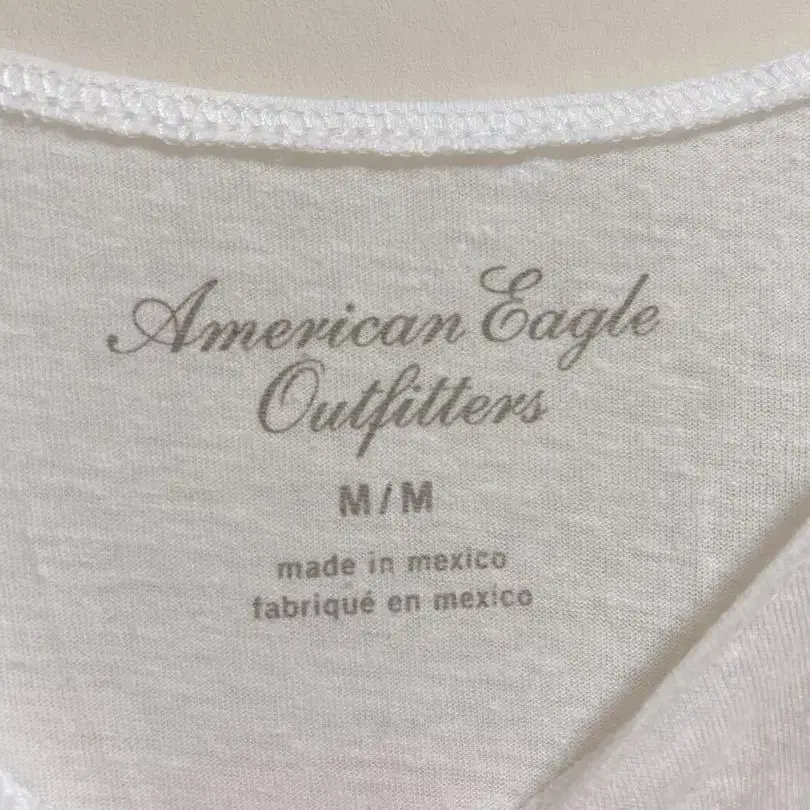 American Eagle
Outfitters
M/M
made in mexico
fabriqué en mexico